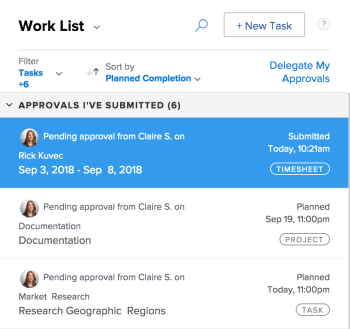 Work List
+ New Task
?
Filter
Tasks
+6
Sort by
Planned Completion
Delegate My
Approvals
APPROVALS I'VE SUBMITTED (6)
Pending approval from Claire S. on
Submitted
Rick Kuvec
Today, 10:21am
Sep 3, 2018 - Sep 8, 2018
TIMESHEET
Pending approval from Claire S. on
Planned
Documentation
Sep 19, 11:00pm
Documentation
PROJECT
Pending approval from Claire S. on
Planned
Market Research
Today, 11:00pm
Research Geographic Regions
TASK